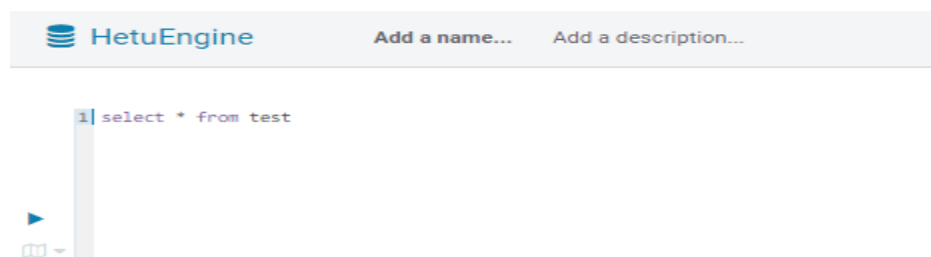 HetuEngine Add a name... Add a description...
1 select * from test